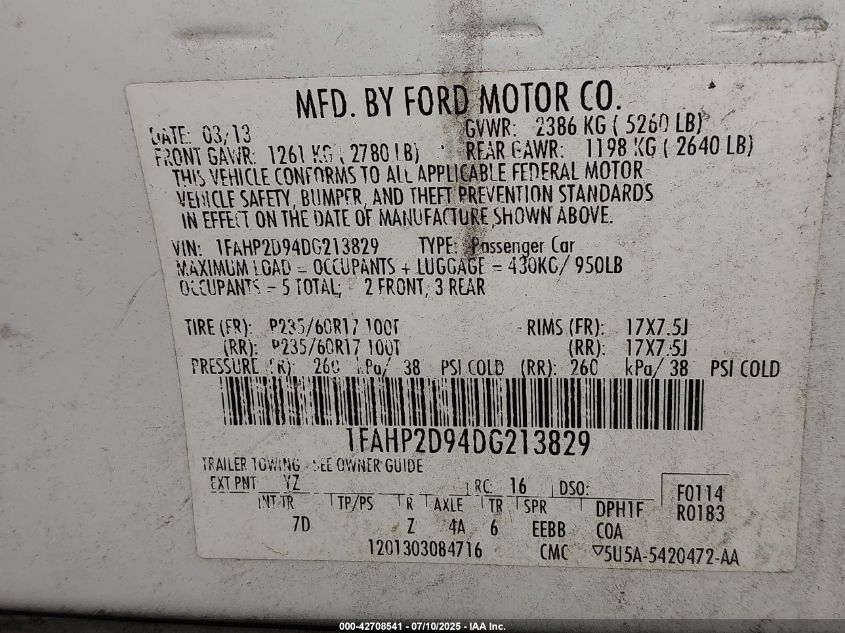 MFD. BY FORD MOTOR CO.
DATE: 03/13 GVWR: 2386 KG ( 5260 LB)
FRONT GAWR: 1261 KG ( 2780 LB) REAR GAWR: 1198 KG ( 2640 LB)
THIS VEHICLE CONFORMS TO ALL APPLICABLE FEDERAL MOTOR
VEHICLE SAFETY, BUMPER, AND THEFT PREVENTION STANDARDS
IN EFFECT ON THE DATE OF MANUFACTURE SHOWN ABOVE.
VIN: 1FAHP2D94DG213829 TYPE: Passenger Car
MAXIMUM LOAD = OCCUPANTS + LUGGAGE = 430KG/ 950LB
OCCUPANTS = 5 TOTAL; 2 FRONT, 3 REAR
TIRE (FR): P235/60R17 100T RIMS (FR): 17X7.5J
(RR): P235/60R17 100T (RR): 17X7.5J
PRESSURE (FR): 260 kPa/ 38 PSI COLD (RR): 260 kPa/ 38 PSI COLD
1FAHP2D94DG213829
TRAILER TOWING - SEE OWNER GUIDE
EXT PNT YZ RC: 16 DSO: F0114
INT TR TP/PS R AXLE TR SPR DPH1F R0183
7D Z 4A 6 EEBB COA
1201303084716 CMC ▽5U5A-5420472-AA
000-42708541 / 07/10/2025 - IAA Inc.